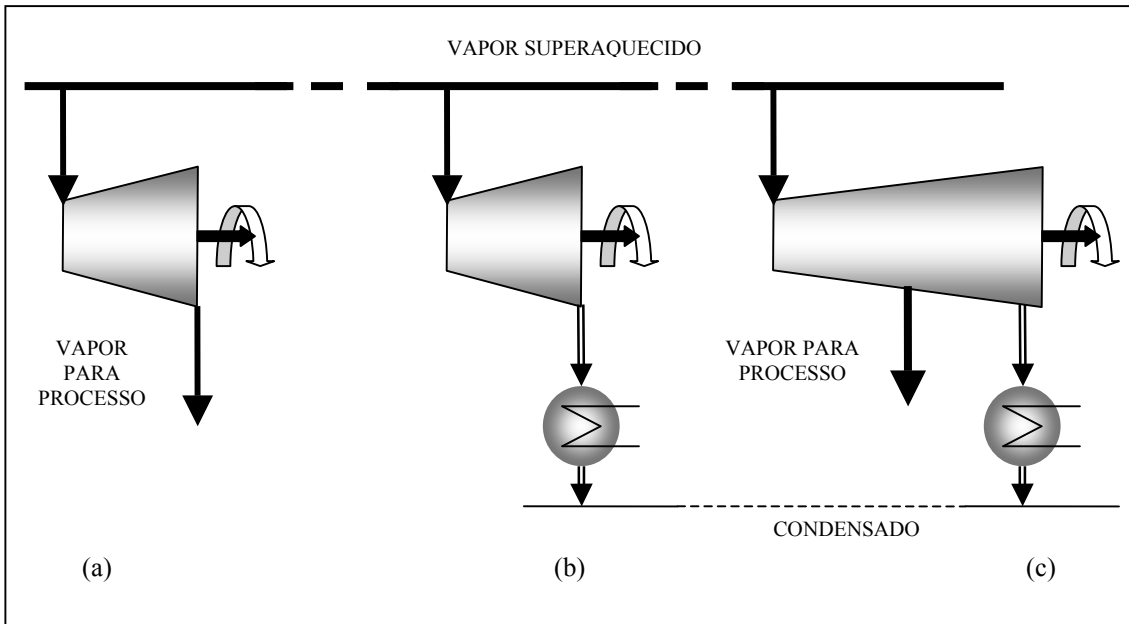 VAPOR SUPERAQUECIDO
VAPOR
PARA
PROCESSO
VAPOR PARA
PROCESSO
CONDENSADO
(a)
(b)
(c)